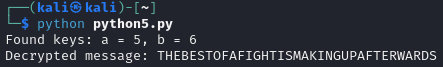 ┌──(kali㉿kali)-[~]
└─$ python python5.py
Found keys: a = 5, b = 6
Decrypted message: THEBESTOFAFIGHTISMAKINGUPAFTERWARDS